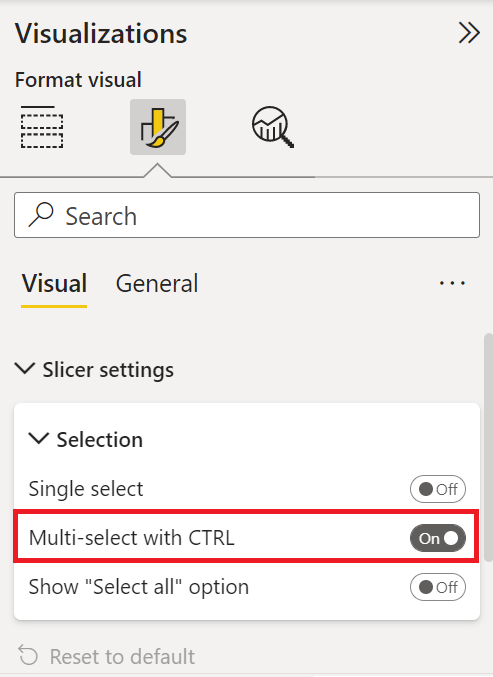 Visualizations
Format visual
Search
Visual General
Slicer settings
Selection
Single select Off
Multi-select with CTRL On
Show "Select all" option Off
Reset to default